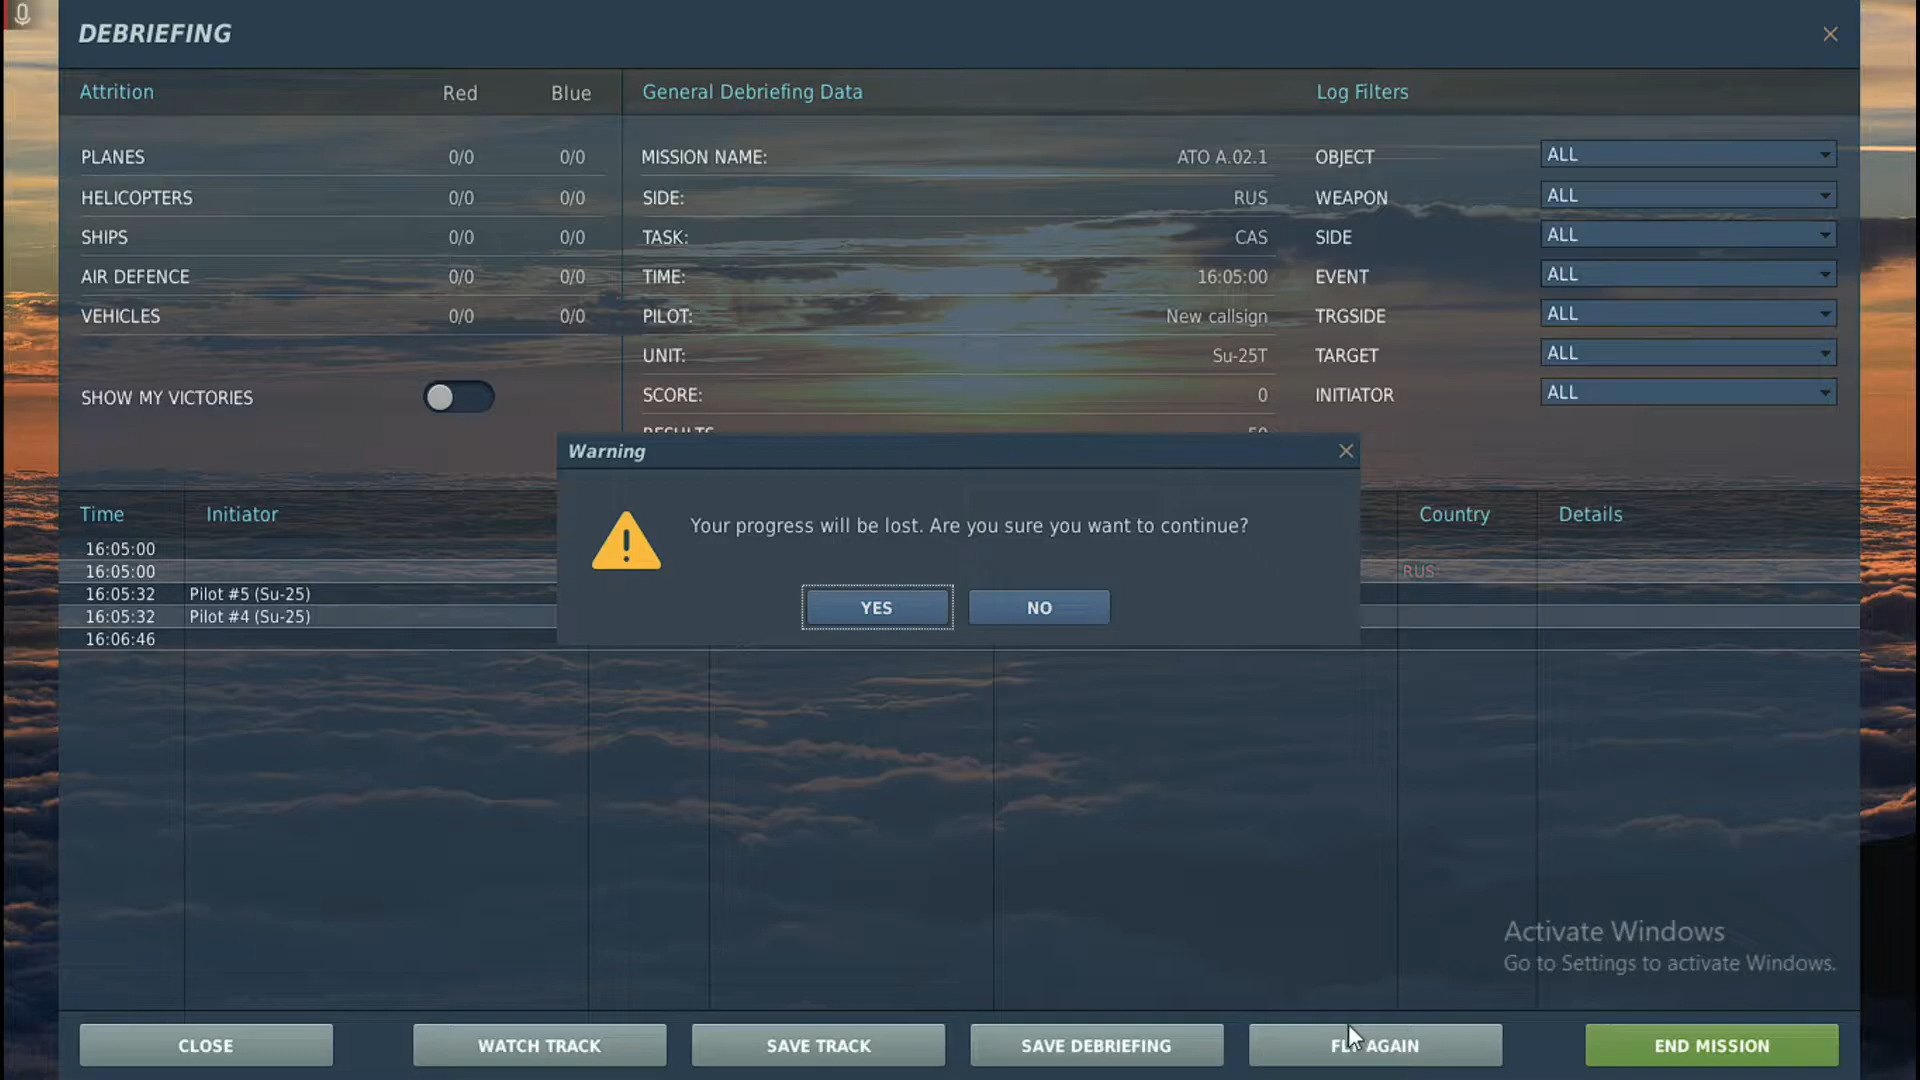 DEBRIEFING
Attrition Red Blue
PLANES 0/0 0/0
HELICOPTERS 0/0 0/0
SHIPS 0/0 0/0
AIR DEFENCE 0/0 0/0
VEHICLES 0/0 0/0
SHOW MY VICTORIES
General Debriefing Data
MISSION NAME: ATO A.02.1
SIDE: RUS
TASK: CAS
TIME: 16:05:00
PILOT: New callsign
UNIT: Su-25T
SCORE: 0
RESULTS 50
Log Filters
OBJECT ALL
WEAPON ALL
SIDE ALL
EVENT ALL
TRGSIDE ALL
TARGET ALL
INITIATOR ALL
Warning
Your progress will be lost. Are you sure you want to continue?
YES NO
Time Initiator Country Details
16:05:00
16:05:00 RUS
16:05:32 Pilot #5 (Su-25)
16:05:32 Pilot #4 (Su-25)
16:06:46
Activate Windows
Go to Settings to activate Windows.
CLOSE WATCH TRACK SAVE TRACK SAVE DEBRIEFING FLY AGAIN END MISSION